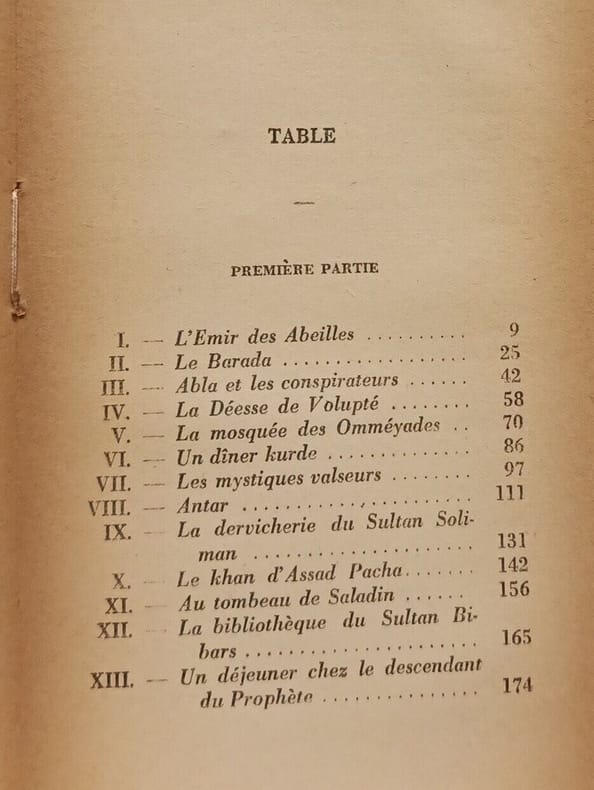 TABLE
PREMIÈRE PARTIE
I. — L'Emir des Abeilles .......... 9
II. — Le Barada .................. 25
III. — Abla et les conspirateurs ...... 42
IV. — La Déesse de Volupté ........ 58
V. — La mosquée des Omméyades .. 70
VI. — Un dîner kurde .............. 86
VII. — Les mystiques valseurs ........ 97
VIII. — Antar ...................... 111
IX. — La dervicherie du Sultan Soli-
man ...................... 131
X. — Le khan d'Assad Pacha....... 142
XI. — Au tombeau de Saladin ...... 156
XII. — La bibliothèque du Sultan Bi-
bars ....................... 165
XIII. — Un déjeuner chez le descendant
du Prophète ................ 174